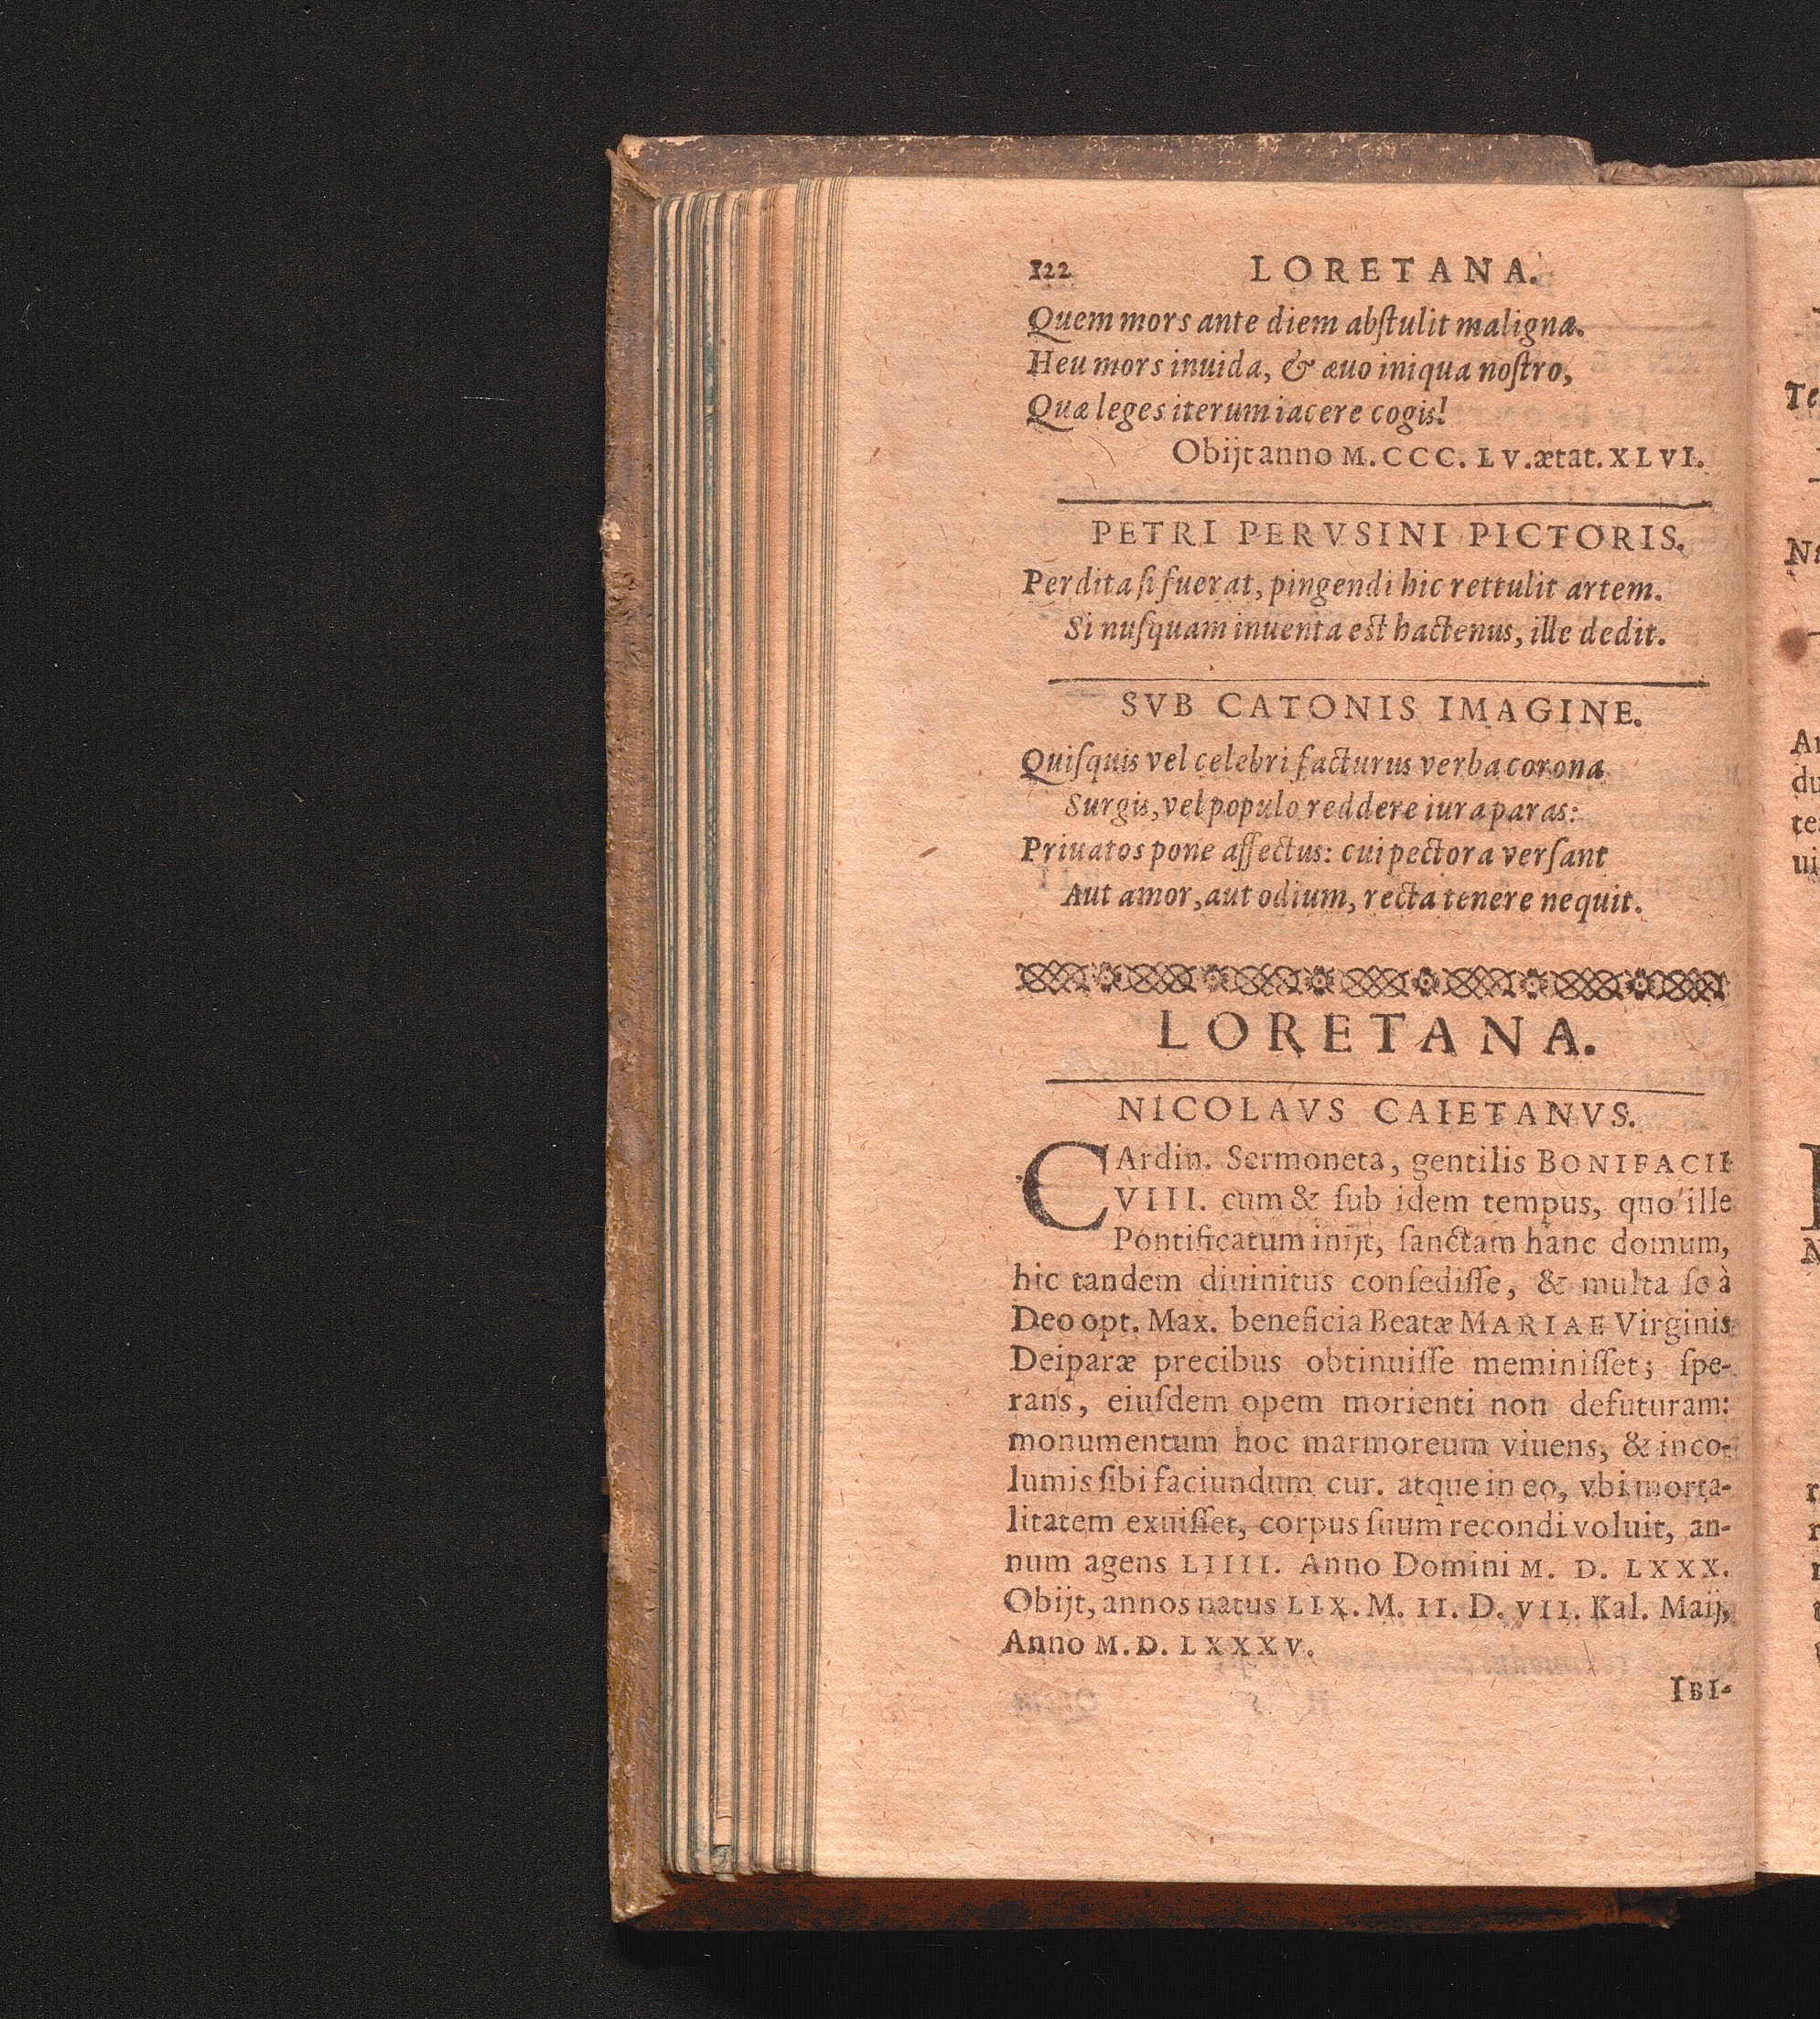 122 LORETANA.
Quem mors ante diem abſtulit maligna.
Heu mors inuida, & æuo iniqua noſtro,
Quæ leges iterum iacere cogis!
Obijt anno M.CCC. LV. ætat. XLVI.
PETRI PERVSINI PICTORIS.
Perdita ſi fuerat, pingendi hic rettulit artem.
Si nuſquam inuenta eſt hactenus, ille dedit.
SVB CATONIS IMAGINE.
Quiſquis vel celebri facturus verba corona
Surgis, vel populo reddere iura paras:
Priuatos pone affectus: cui pectora verſant
Aut amor, aut odium, recta tenere nequit.
LORETANA.
NICOLAVS CAIETANVS.
CArdin. Sermoneta, gentilis BONIFACII
VIII. cum & ſub idem tempus, quo ille
Pontificatum inijt, ſanctam hanc domum,
hic tandem diuinitus conſediſſe, & multa ſe à
Deo opt. Max. beneficia Beatæ MARIAE Virginis
Deiparæ precibus obtinuiſſe meminiſſet; ſpe-
rans, eiuſdem opem morienti non defuturam:
monumentum hoc marmoreum viuens, & inco-
lumis ſibi faciundum cur. atque in eo, vbi morta-
litatem exuiſſet, corpus ſuum recondi voluit, an-
num agens LIIII. Anno Domini M. D. LXXX.
Obijt, annos natus LIX. M. II. D. VII. Kal. Maij,
Anno M. D. LXXXV.
IBI-